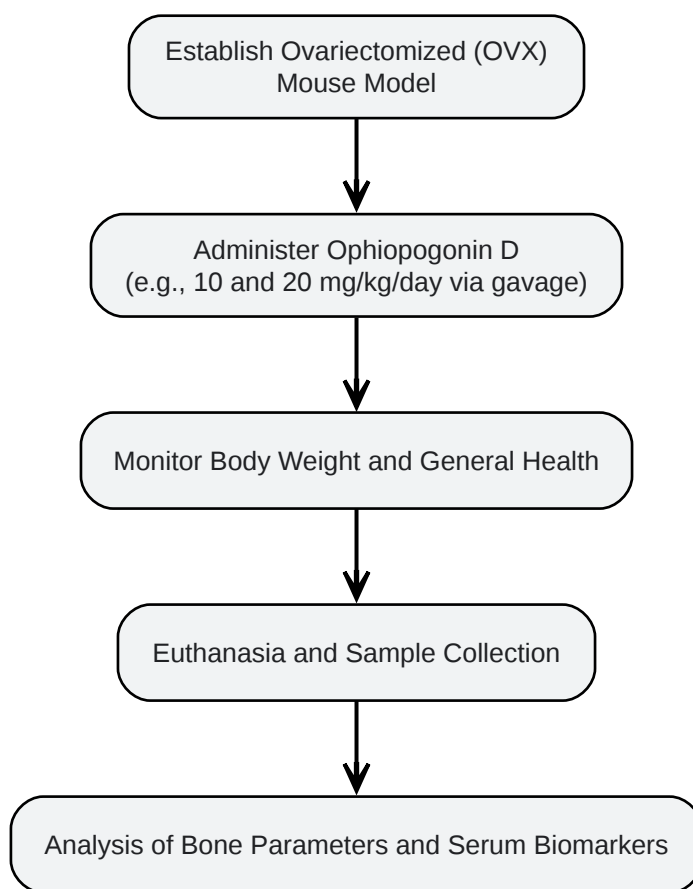 Establish Ovariectomized (OVX)
Mouse Model
Administer Ophiopogonin D
(e.g., 10 and 20 mg/kg/day via gavage)
Monitor Body Weight and General Health
Euthanasia and Sample Collection
Analysis of Bone Parameters and Serum Biomarkers